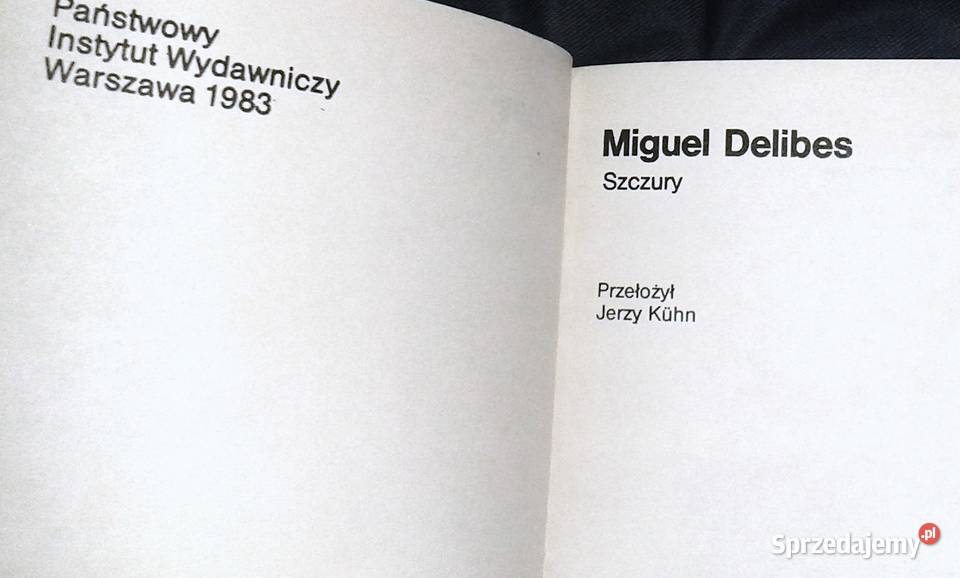 Państwowy
Instytut Wydawniczy
Warszawa 1983
Miguel Delibes
Szczury
Przełożył
Jerzy Kühn
Sprzedajemy.pl